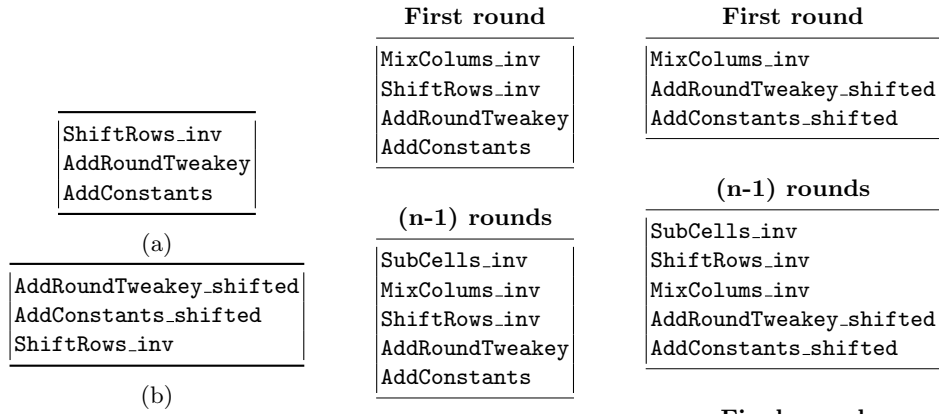 ShiftRows_inv
AddRoundTweakey
AddConstants
(a)
AddRoundTweakey_shifted
AddConstants_shifted
ShiftRows_inv
(b)
First round
MixColums_inv
ShiftRows_inv
AddRoundTweakey
AddConstants
(n-1) rounds
SubCells_inv
MixColums_inv
ShiftRows_inv
AddRoundTweakey
AddConstants
First round
MixColums_inv
AddRoundTweakey_shifted
AddConstants_shifted
(n-1) rounds
SubCells_inv
ShiftRows_inv
MixColums_inv
AddRoundTweakey_shifted
AddConstants_shifted